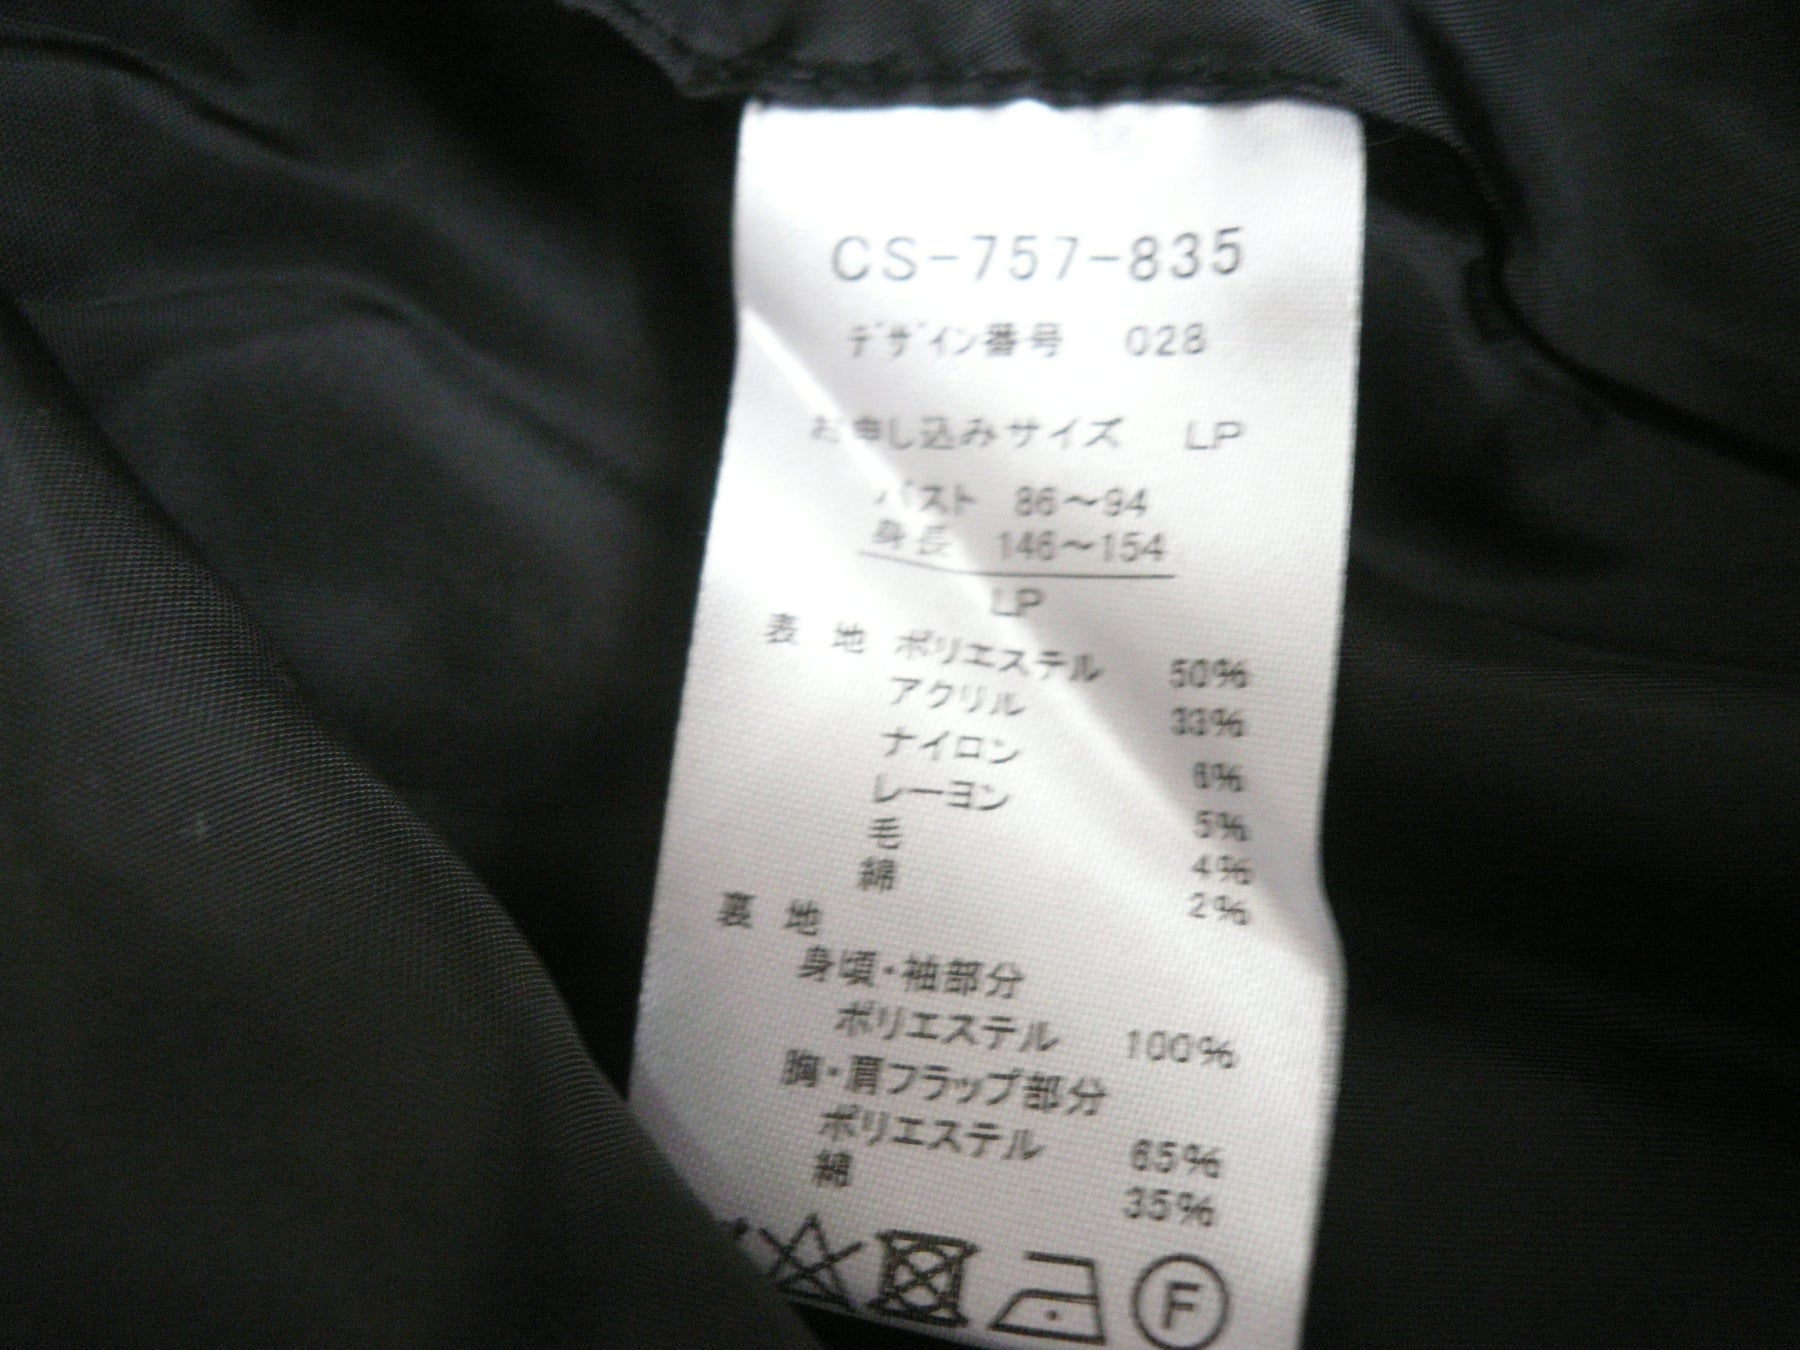 CS-757-835
デザイン番号 028
お申し込みサイズ LP
バスト 86~94
身長 146~154
LP
表 地 ポリエステル 50%
アクリル 33%
ナイロン 6%
レーヨン 5%
毛 4%
綿 2%
裏 地
身頃・袖部分
ポリエステル 100%
胸・肩フラップ部分
ポリエステル 65%
綿 35%
F